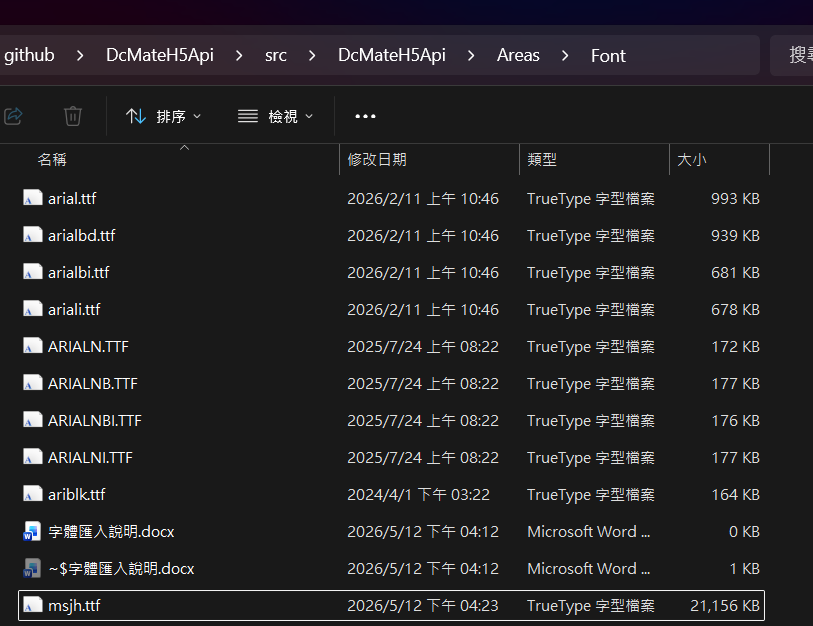 github > DcMateH5Api > src > DcMateH5Api > Areas > Font 搜尋
排序 檢視 •••
名稱 修改日期 類型 大小
arial.ttf 2026/2/11 上午 10:46 TrueType 字型檔案 993 KB
arialbd.ttf 2026/2/11 上午 10:46 TrueType 字型檔案 939 KB
arialbi.ttf 2026/2/11 上午 10:46 TrueType 字型檔案 681 KB
ariali.ttf 2026/2/11 上午 10:46 TrueType 字型檔案 678 KB
ARIALN.TTF 2025/7/24 上午 08:22 TrueType 字型檔案 172 KB
ARIALNB.TTF 2025/7/24 上午 08:22 TrueType 字型檔案 177 KB
ARIALNBI.TTF 2025/7/24 上午 08:22 TrueType 字型檔案 176 KB
ARIALNI.TTF 2025/7/24 上午 08:22 TrueType 字型檔案 177 KB
ariblk.ttf 2024/4/1 下午 03:22 TrueType 字型檔案 164 KB
字體匯入說明.docx 2026/5/12 下午 04:12 Microsoft Word ... 0 KB
~$字體匯入說明.docx 2026/5/12 下午 04:12 Microsoft Word ... 1 KB
msjh.ttf 2026/5/12 下午 04:23 TrueType 字型檔案 21,156 KB